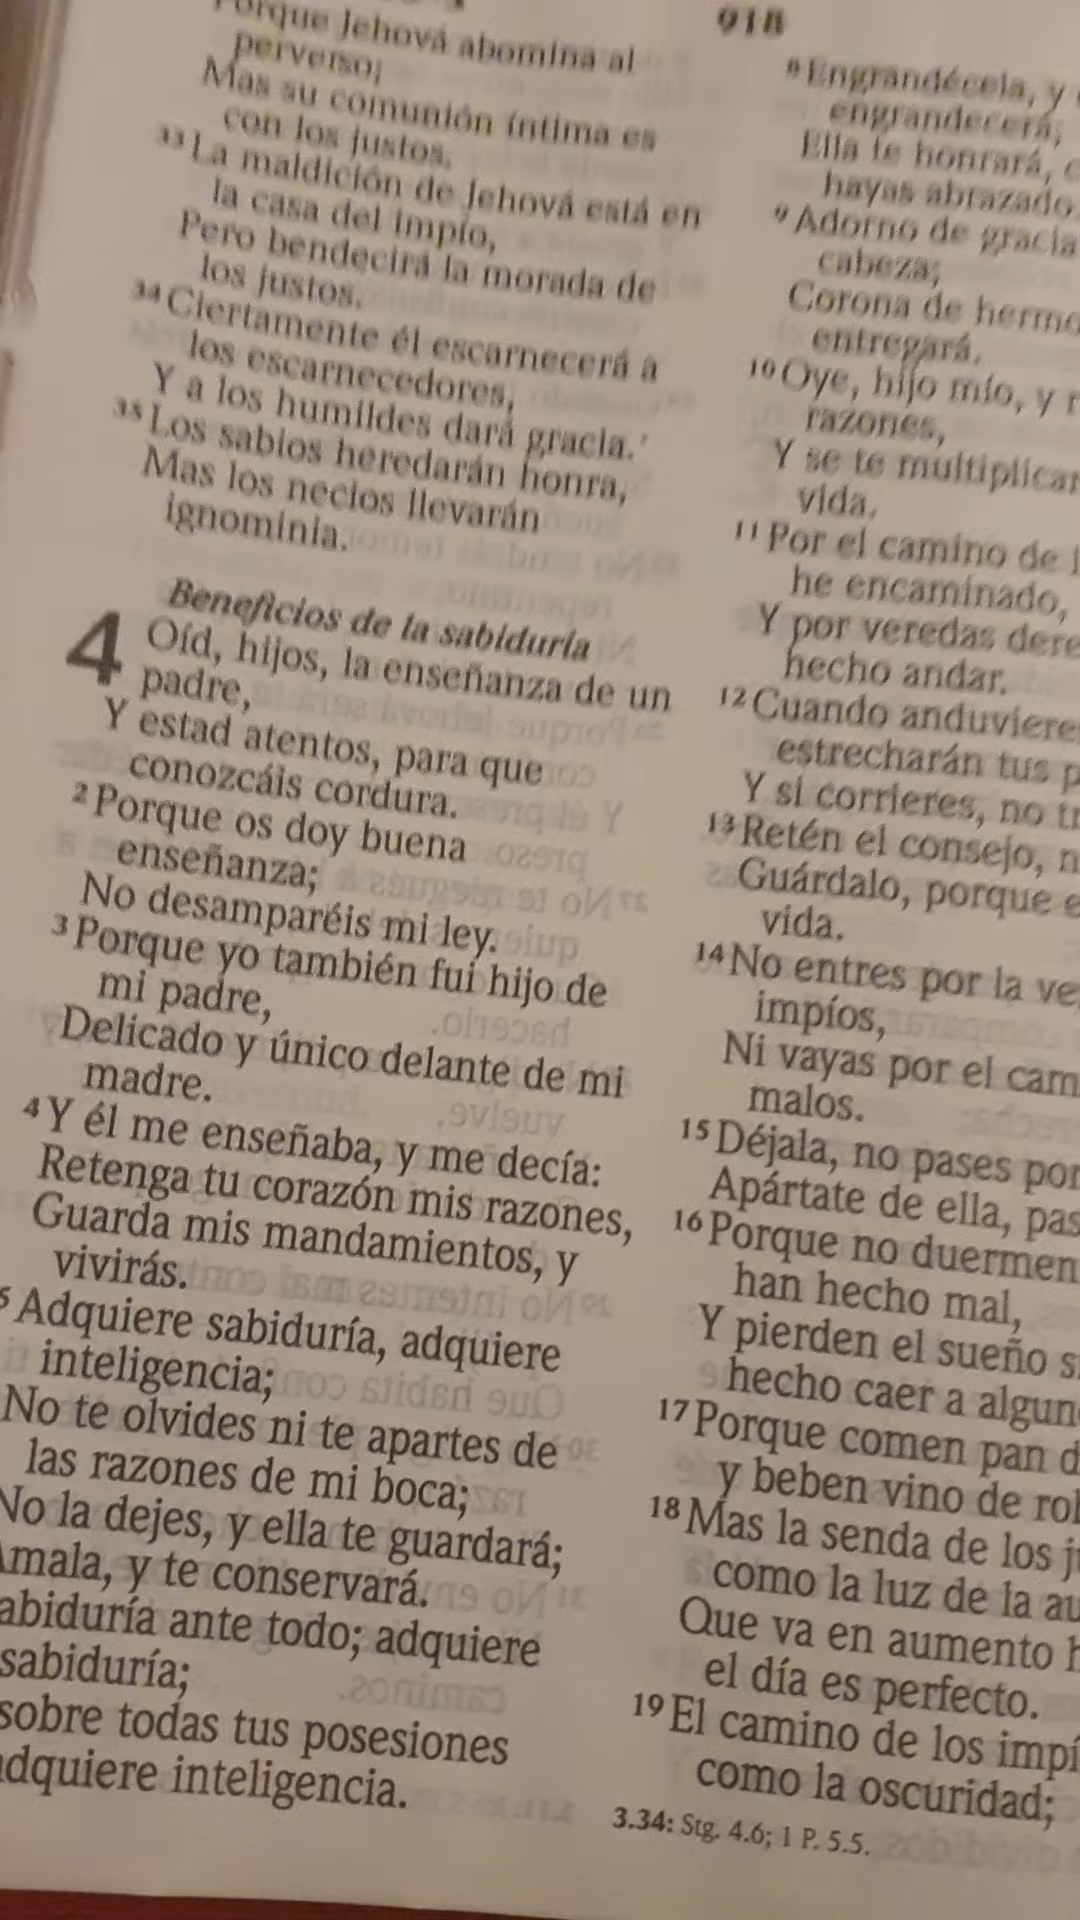 918
Porque Jehová abomina al
perverso;
Mas su comunión íntima es
con los justos.
33 La maldición de Jehová está en
la casa del impío,
Pero bendecirá la morada de
los justos.
34 Ciertamente él escarnecerá a
los escarnecedores,
Y a los humildes dará gracia.
35 Los sabios heredarán honra,
Mas los necios llevarán
ignominia.
Beneficios de la sabiduría
4 Oíd, hijos, la enseñanza de un
padre,
Y estad atentos, para que
conozcáis cordura.
2 Porque os doy buena
enseñanza;
No desamparéis mi ley.
3 Porque yo también fui hijo de
mi padre,
Delicado y único delante de mi
madre.
4 Y él me enseñaba, y me decía:
Retenga tu corazón mis razones,
Guarda mis mandamientos, y
vivirás.
5 Adquiere sabiduría, adquiere
inteligencia;
No te olvides ni te apartes de
las razones de mi boca;
No la dejes, y ella te guardará;
mala, y te conservará.
abiduría ante todo; adquiere
sabiduría;
sobre todas tus posesiones
dquiere inteligencia.
8 Engrandécela, y
engrandecerá;
Ella te honrará, c
hayas abrazado.
9 Adorno de gracia
cabeza;
Corona de hermo
entregará.
10 Oye, hijo mío, y r
razones,
Y se te multiplicar
vida.
11 Por el camino de l
he encaminado,
Y por veredas dere
hecho andar.
12 Cuando anduviere
estrecharán tus p
Y si corrieres, no tr
13 Retén el consejo, n
Guárdalo, porque e
vida.
14 No entres por la ve
impíos,
Ni vayas por el cam
malos.
15 Déjala, no pases por
Apártate de ella, pas
16 Porque no duermen
han hecho mal,
Y pierden el sueño s
hecho caer a algun
17 Porque comen pan d
y beben vino de rob
18 Mas la senda de los j
como la luz de la au
Que va en aumento h
el día es perfecto.
19 El camino de los impí
como la oscuridad;
3.34: Stg. 4.6; 1 P. 5.5.